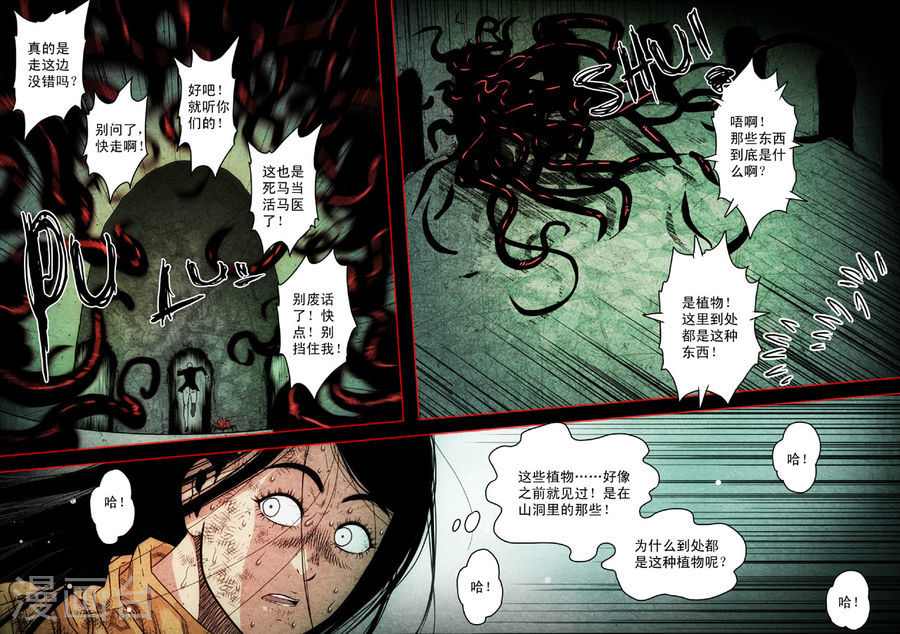 真的是
走这边
没错吗？
别问了，
快走啊！
好吧！
就听你
们的！
这也是
死马当
活马医
了！
别废话
了！快
点！别
挡住我！
PU
LUU
SHUI
唔啊！
那些东西
到底是什
么啊？
是植物！
这里到处
都是这种
东西！
哈！
这些植物……好像
之前就见过！是在
山洞里的那些！
为什么到处都
是这种植物呢？
哈！
哈！
哈！
漫画台